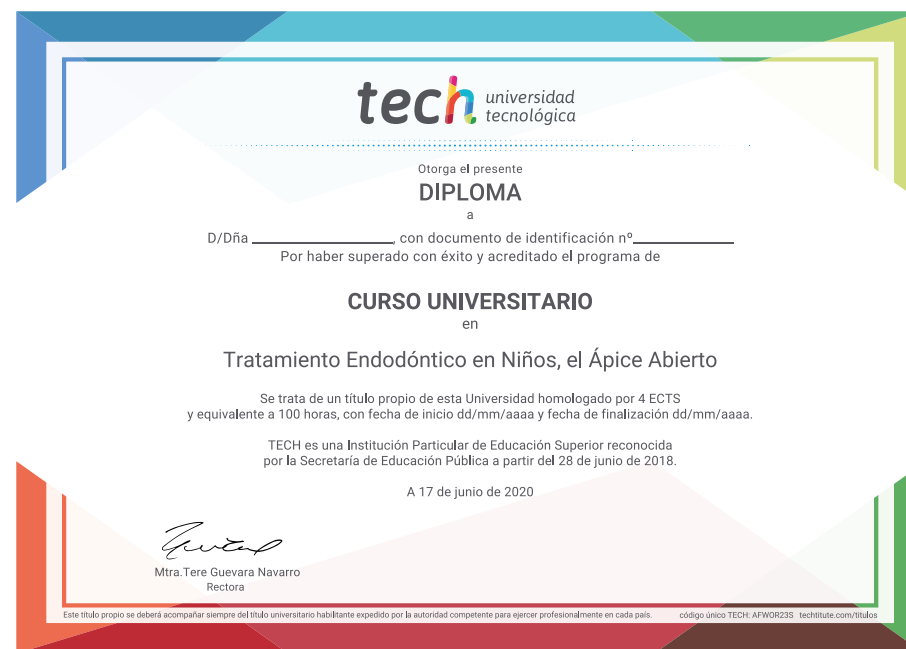 tech universidad
tecnológica
Otorga el presente
DIPLOMA
a
D/Dña ____________________, con documento de identificación nº______________
Por haber superado con éxito y acreditado el programa de
CURSO UNIVERSITARIO
en
Tratamiento Endodóntico en Niños, el Ápice Abierto
Se trata de un título propio de esta Universidad homologado por 4 ECTS
y equivalente a 100 horas, con fecha de inicio dd/mm/aaaa y fecha de finalización dd/mm/aaaa.
TECH es una Institución Particular de Educación Superior reconocida
por la Secretaría de Educación Pública a partir del 28 de junio de 2018.
A 17 de junio de 2020
Mtra.Tere Guevara Navarro
Rectora
Este título propio se deberá acompañar siempre del título universitario habilitante expedido por la autoridad competente para ejercer profesionalmente en cada país. código único TECH: AFWOR23S techtitute.com/titulos